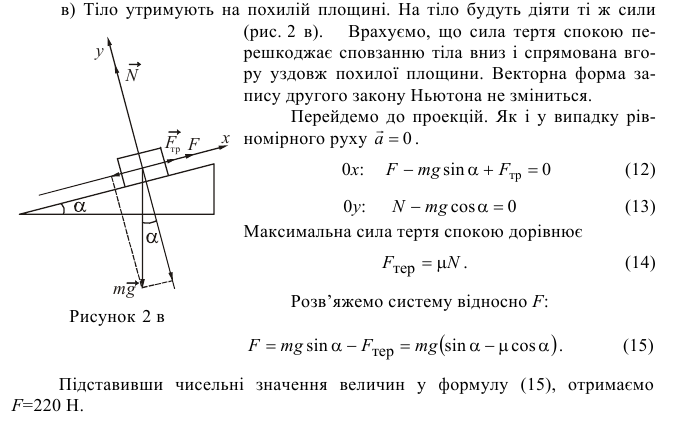 в) Тіло утримують на похилій площині. На тіло будуть діяти ті ж сили
(рис. 2 в). Врахуємо, що сила тертя спокою пе-
решкоджає сповзанню тіла вниз і спрямована вго-
ру уздовж похилої площини. Векторна форма за-
пису другого закону Ньютона не зміниться.
Перейдемо до проекцій. Як і у випадку рів-
номірного руху a⃗ = 0 .
0x: F − mg sin α + Fтр = 0 (12)
0y: N − mg cos α = 0 (13)
Максимальна сила тертя спокою дорівнює
Fтер = μN . (14)
Розв’яжемо систему відносно F:
y
N⃗
F⃗тр F x
α
α
mg⃗
Рисунок 2 в
F = mg sin α − Fтер = mg(sin α − μ cos α). (15)
Підставивши чисельні значення величин у формулу (15), отримаємо
F=220 Н.